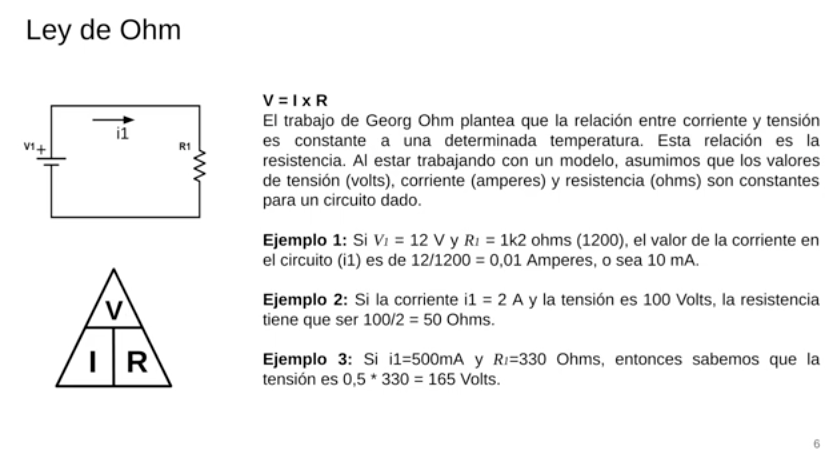 Ley de Ohm
i1
V1+
R1
V
I R
V = I x R
El trabajo de Georg Ohm plantea que la relación entre corriente y tensión
es constante a una determinada temperatura. Esta relación es la
resistencia. Al estar trabajando con un modelo, asumimos que los valores
de tensión (volts), corriente (amperes) y resistencia (ohms) son constantes
para un circuito dado.
Ejemplo 1: Si V1 = 12 V y R1 = 1k2 ohms (1200), el valor de la corriente en
el circuito (i1) es de 12/1200 = 0,01 Amperes, o sea 10 mA.
Ejemplo 2: Si la corriente i1 = 2 A y la tensión es 100 Volts, la resistencia
tiene que ser 100/2 = 50 Ohms.
Ejemplo 3: Si i1=500mA y R1=330 Ohms, entonces sabemos que la
tensión es 0,5 * 330 = 165 Volts.
6